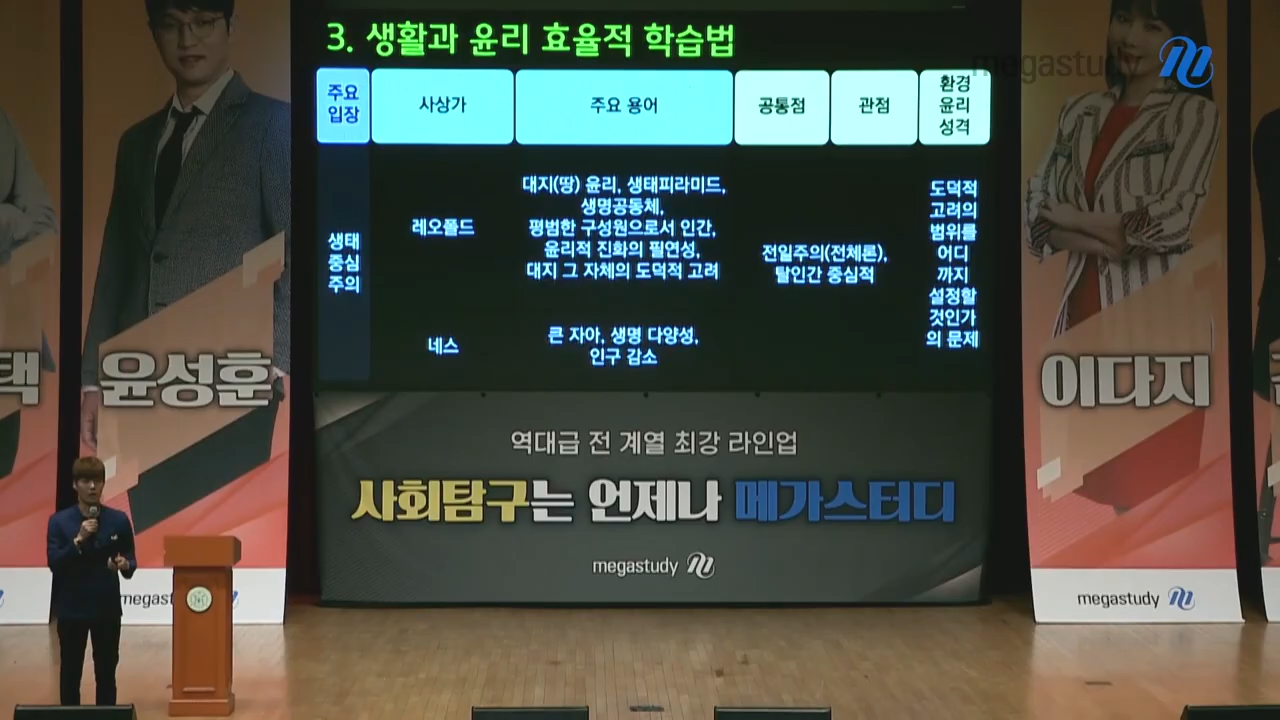 3. 생활과 윤리 효율적 학습법
megastudy
주요
입장
사상가
주요 용어
공통점
관점
환경
윤리
성격
생태
중심
주의
레오폴드
대지(땅) 윤리, 생태피라미드,
생명공동체,
평범한 구성원으로서 인간,
윤리적 진화의 필연성,
대지 그 자체의 도덕적 고려
네스
큰 자아, 생명 다양성,
인구 감소
전일주의(전체론),
탈인간 중심적
도덕적
고려의
범위를
어디
까지
설정할
것인가
의 문제
택
윤성훈
이다지
역대급 전 계열 최강 라인업
사회탐구는 언제나 메가스터디
megastudy
megast
megastudy